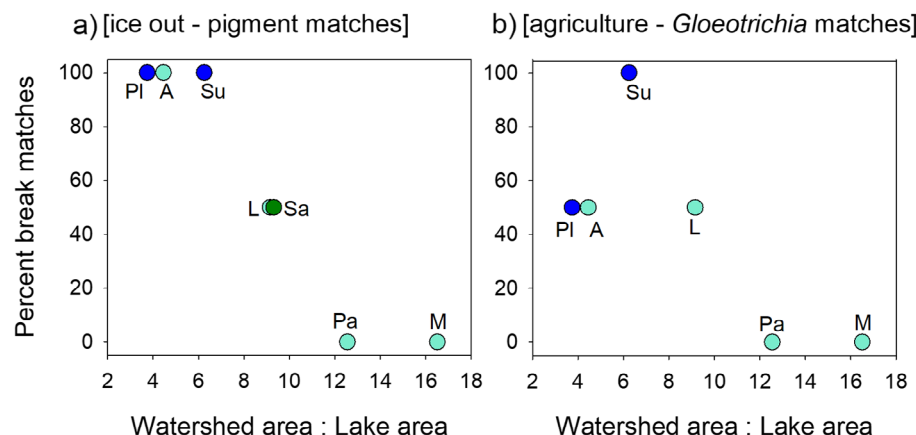 a) [ice out - pigment matches]
b) [agriculture - Gloeotrichia matches]
Percent break matches
100
80
60
40
20
0
Pl A Su
L Sa
Pa M
2 4 6 8 10 12 14 16 18
Watershed area : Lake area
100
80
60
40
20
0
Su
Pl A L
Pa M
2 4 6 8 10 12 14 16 18
Watershed area : Lake area